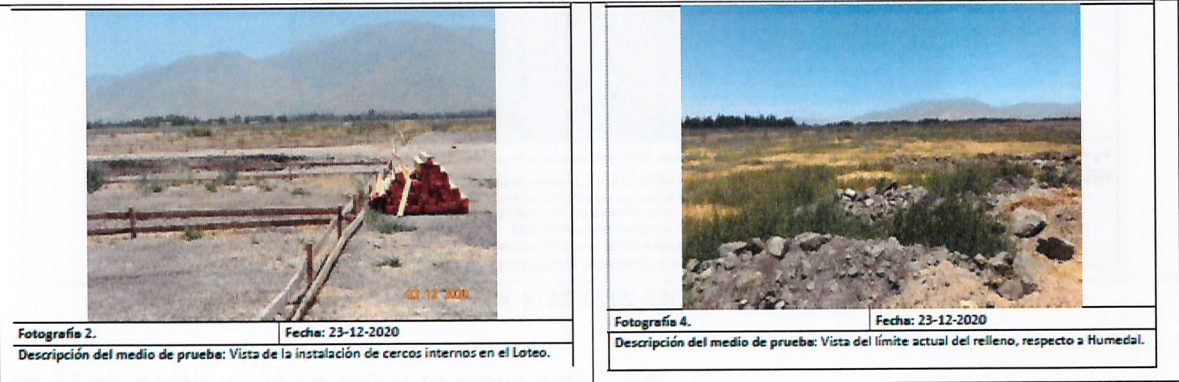 23 12 2020
Fotografía 2.
Fecha: 23-12-2020
Descripción del medio de prueba: Vista de la instalación de cercos internos en el Loteo.
Fotografía 4.
Fecha: 23-12-2020
Descripción del medio de prueba: Vista del límite actual del relleno, respecto a Humedal.